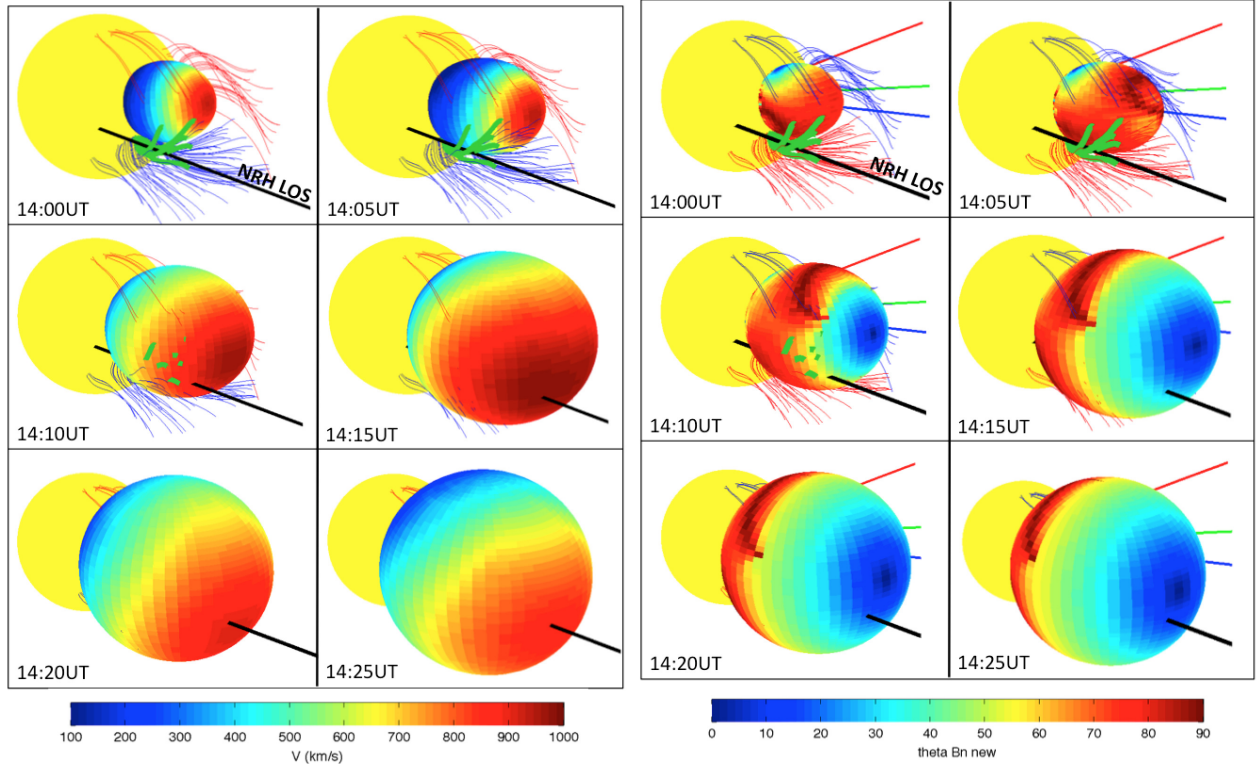 NRH LOS
14:00UT
14:05UT
14:10UT
14:15UT
14:20UT
14:25UT
100 200 300 400 500 600 700 800 900 1000
V (km/s)
NRH LOS
14:00UT
14:05UT
14:10UT
14:15UT
14:20UT
14:25UT
0 10 20 30 40 50 60 70 80 90
theta Bn new